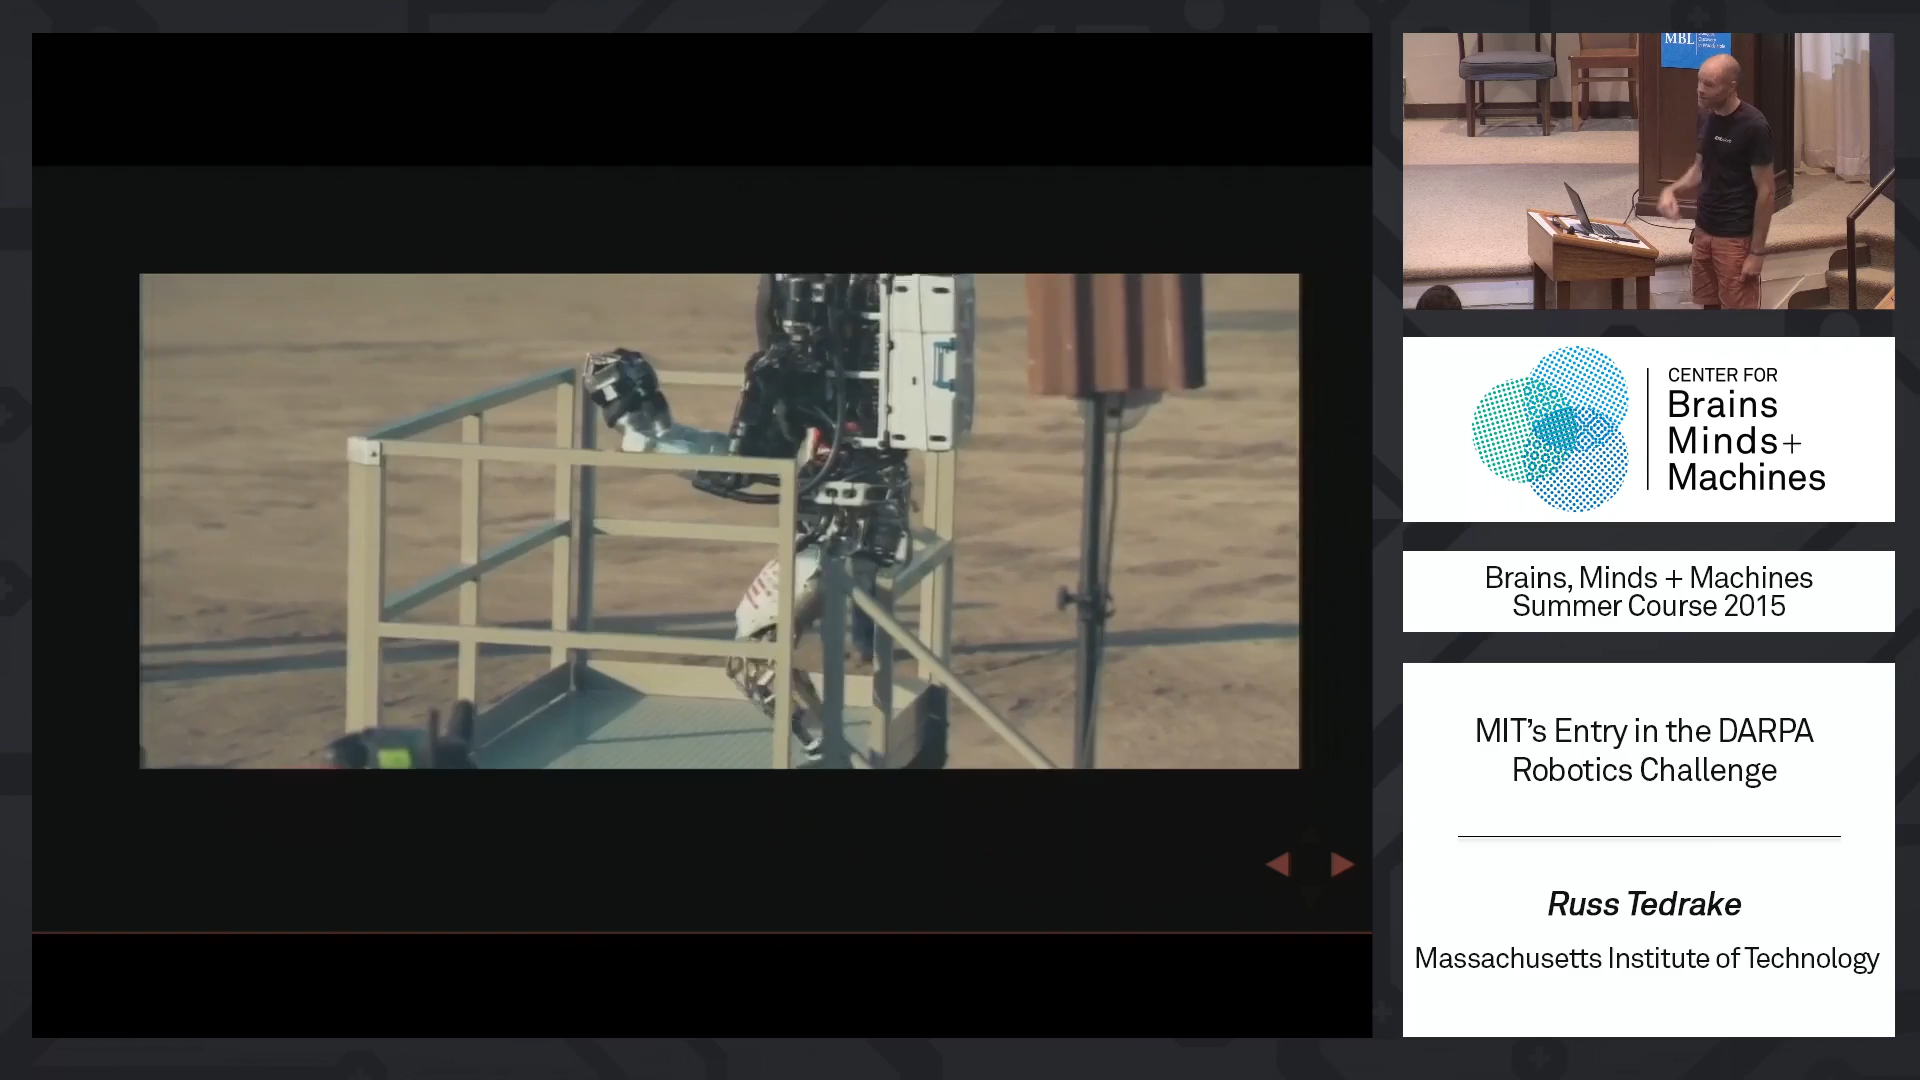 MBL
CENTER FOR
Brains
Minds+
Machines
Brains, Minds + Machines
Summer Course 2015
MIT's Entry in the DARPA
Robotics Challenge
Russ Tedrake
Massachusetts Institute of Technology